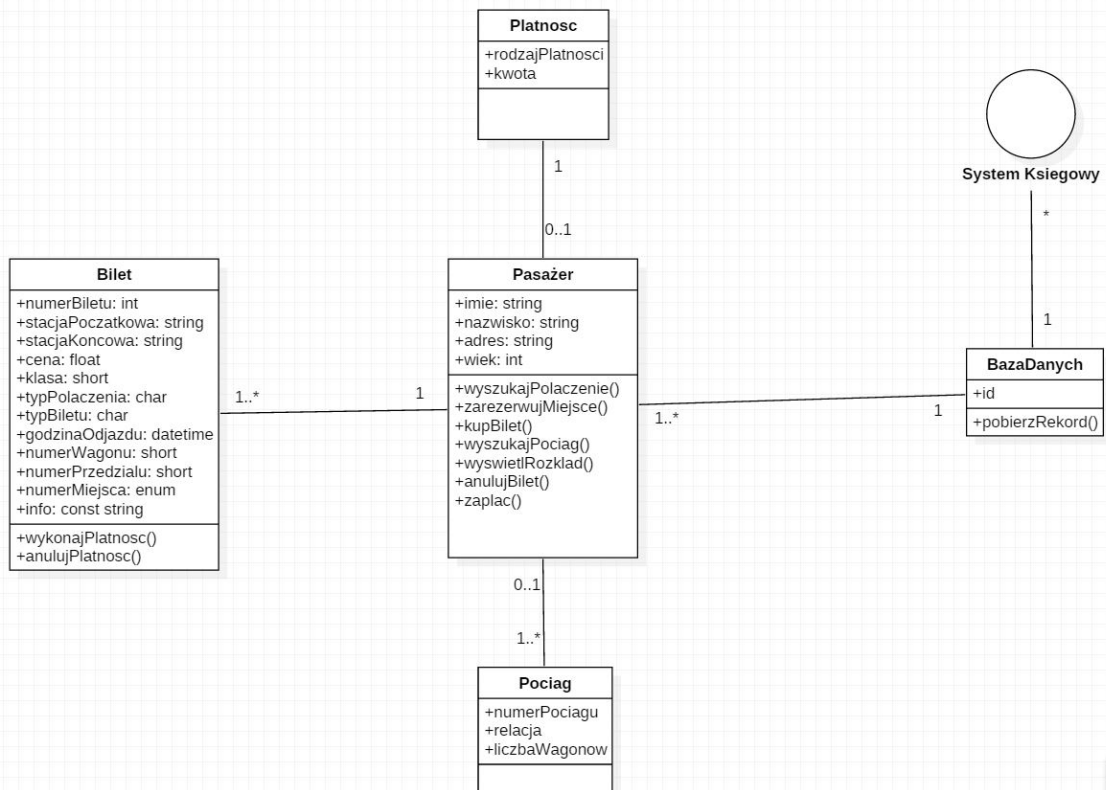 Platnosc
+rodzajPlatnosci
+kwota
1
0..1
System Ksiegowy
*
1
Bilet
+numerBiletu: int
+stacjaPoczatkowa: string
+stacjaKoncowa: string
+cena: float
+klasa: short
+typPolaczenia: char
+typBiletu: char
+godzinaOdjazdu: datetime
+numerWagonu: short
+numerPrzedzialu: short
+numerMiejsca: enum
+info: const string
+wykonajPlatnosc()
+anulujPlatnosc()
1..*
1
Pasażer
+imie: string
+nazwisko: string
+adres: string
+wiek: int
+wyszukajPolaczenie()
+zarezerwujMiejsce()
+kupBilet()
+wyszukajPociag()
+wyswietlRozklad()
+anulujBilet()
+zaplac()
1..*
1
BazaDanych
+id
+pobierzRekord()
0..1
1..*
Pociag
+numerPociagu
+relacja
+liczbaWagonow